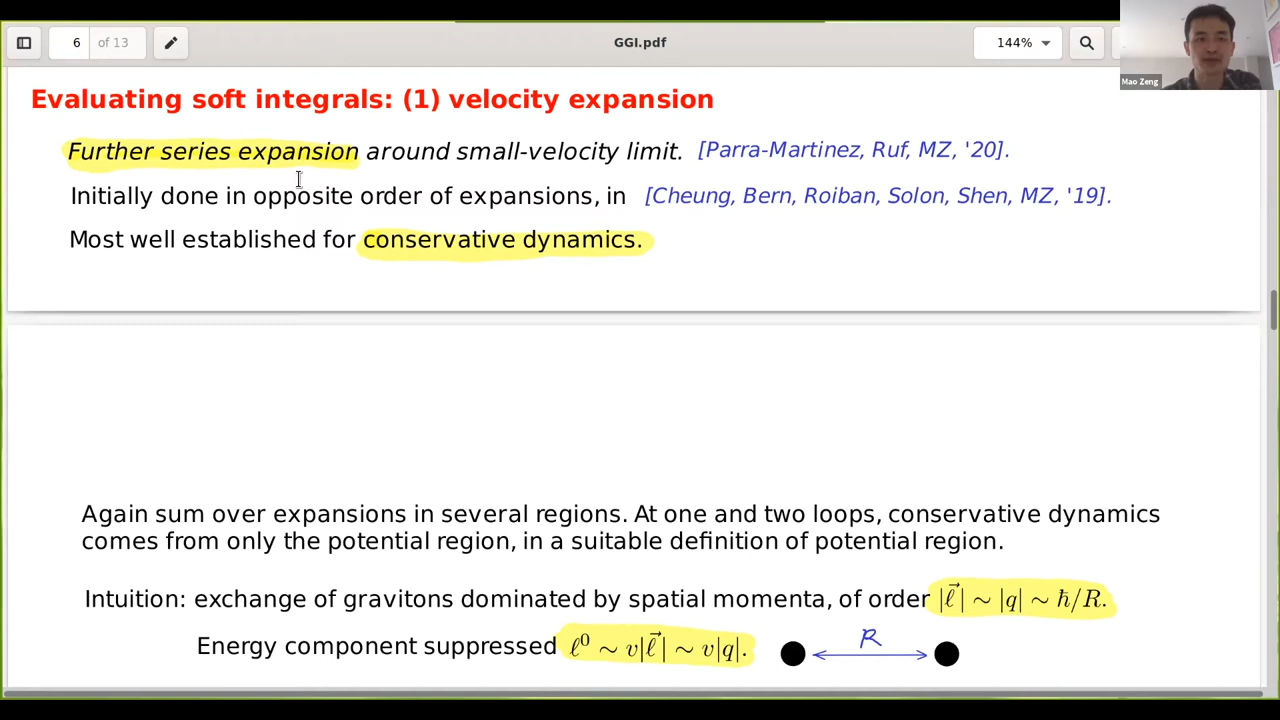 6 of 13
GGI.pdf
144%
Mao Zeng
Evaluating soft integrals: (1) velocity expansion
Further series expansion around small-velocity limit. [Parra-Martinez, Ruf, MZ, '20].
Initially done in opposite order of expansions, in [Cheung, Bern, Roiban, Solon, Shen, MZ, '19].
Most well established for conservative dynamics.
Again sum over expansions in several regions. At one and two loops, conservative dynamics
comes from only the potential region, in a suitable definition of potential region.
Intuition: exchange of gravitons dominated by spatial momenta, of order |ℓ⃗| ∼ |q| ∼ ħ/R.
Energy component suppressed ℓ⁰ ∼ v|ℓ⃗| ∼ v|q|.
R